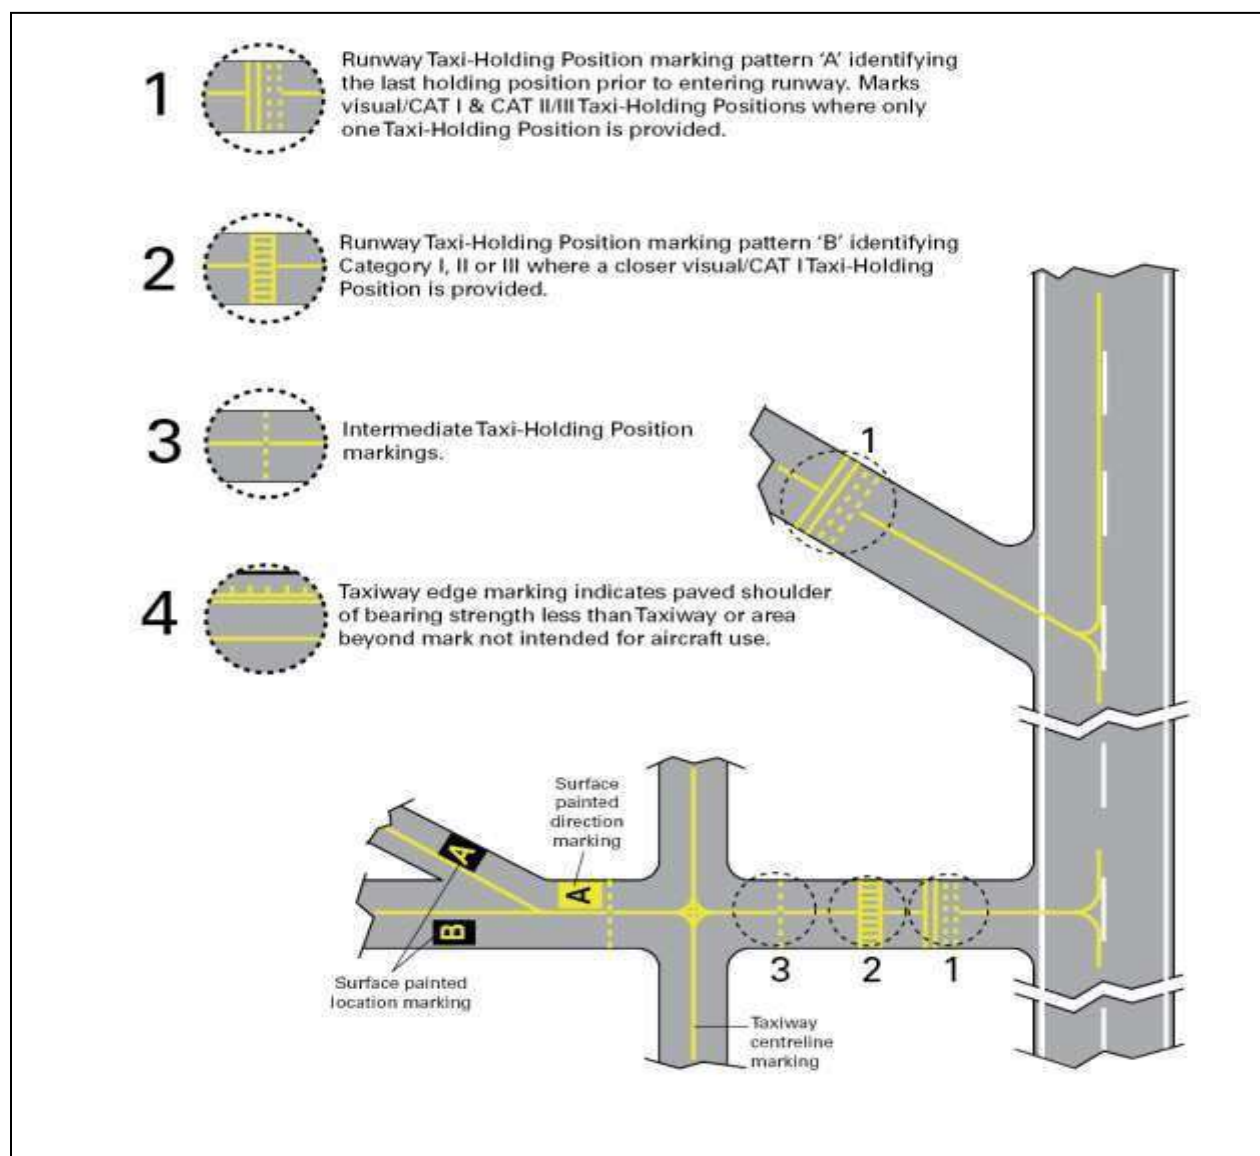 1
Runway Taxi-Holding Position marking pattern ‘A’ identifying
the last holding position prior to entering runway. Marks
visual/CAT I & CAT II/III Taxi-Holding Positions where only
one Taxi-Holding Position is provided.
2
Runway Taxi-Holding Position marking pattern ‘B’ identifying
Category I, II or III where a closer visual/CAT I Taxi-Holding
Position is provided.
3
Intermediate Taxi-Holding Position
markings.
1
4
Taxiway edge marking indicates paved shoulder
of bearing strength less than Taxiway or area
beyond mark not intended for aircraft use.
Surface
painted
direction
marking
A
A
B
3
2
1
Surface painted
location marking
Taxiway
centreline
marking